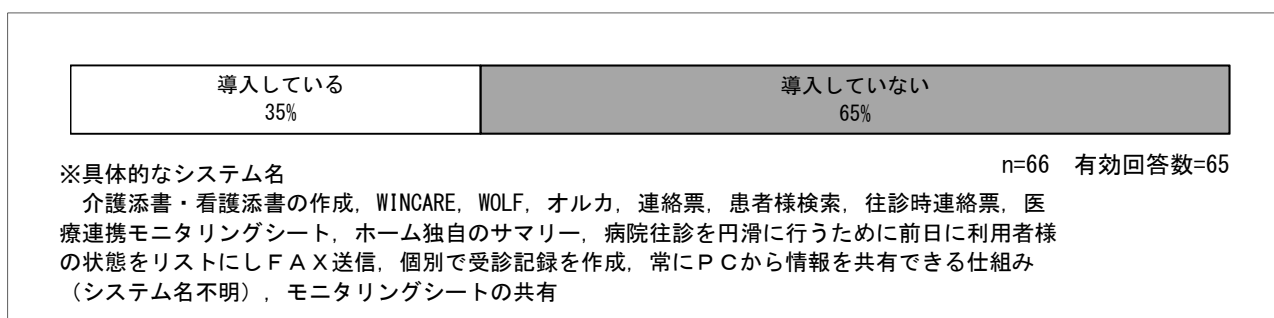 導入している
35%
導入していない
65%
n=66 有効回答数=65
※具体的なシステム名
介護添書・看護添書の作成, WINCARE, WOLF, オルカ, 連絡票, 患者様検索, 往診時連絡票, 医
療連携モニタリングシート, ホーム独自のサマリー, 病院往診を円滑に行うために前日に利用者様
の状態をリストにしＦＡＸ送信, 個別で受診記録を作成, 常にＰＣから情報を共有できる仕組み
（システム名不明）, モニタリングシートの共有